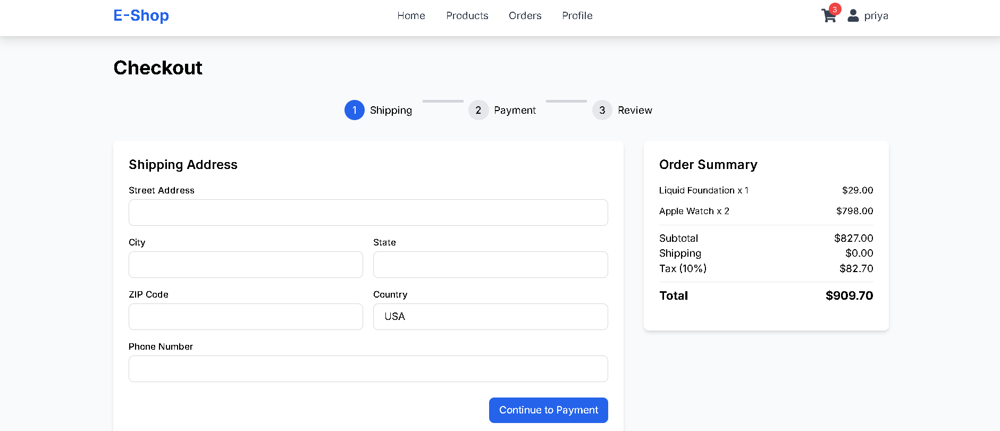 E-Shop
Home Products Orders Profile
3 priya
Checkout
1 Shipping 2 Payment 3 Review
Shipping Address
Street Address
City State
ZIP Code Country
USA
Phone Number
Continue to Payment
Order Summary
Liquid Foundation x 1 $29.00
Apple Watch x 2 $798.00
Subtotal $827.00
Shipping $0.00
Tax (10%) $82.70
Total $909.70